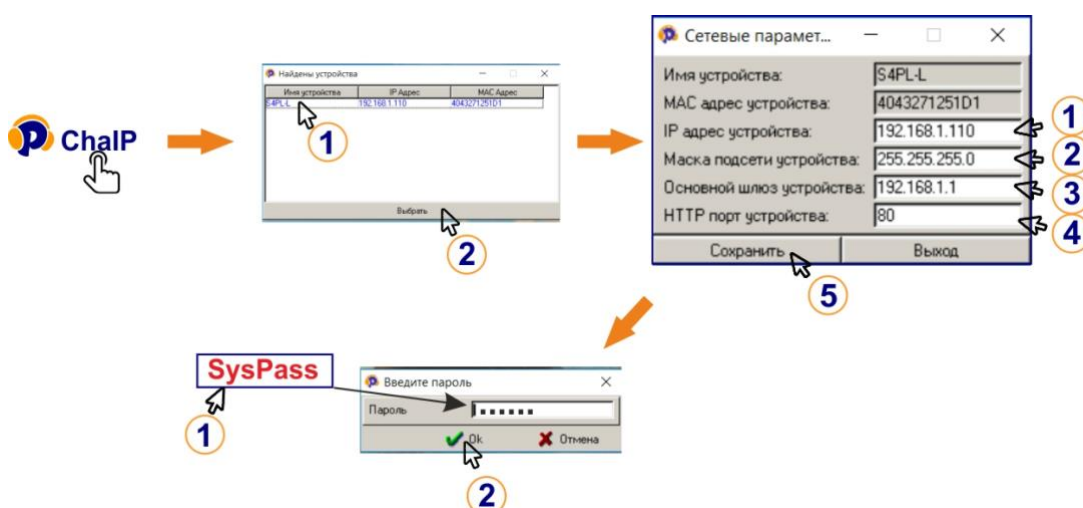 ChaIP
Найдены устройства
Имя устройства IP Адрес MAC Адрес
S4PL-L 192.168.1.110 4043271251D1
1
Выбрать
2
Сетевые парамет...
Имя устройства: S4PL-L
MAC адрес устройства: 4043271251D1
IP адрес устройства: 192.168.1.110 1
Маска подсети устройства: 255.255.255.0 2
Основной шлюз устройства: 192.168.1.1 3
HTTP порт устройства: 80 4
Сохранить Выход
5
SysPass
1
Введите пароль
Пароль
Ok Отмена
2